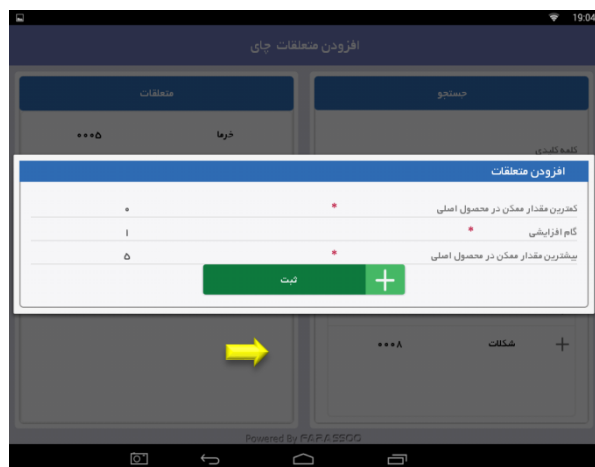 19:04
افزودن متعلقات چای
جستجو
متعلقات
خرما ۰۰۰۵
کلمه کلیدی
افزودن متعلقات
کمترین مقدار ممکن در محصول اصلی * ۰
گام افزایشی * ۱
بیشترین مقدار ممکن در محصول اصلی * ۵
ثبت
شکلات ۰۰۰۸
Powered By FARASSOO